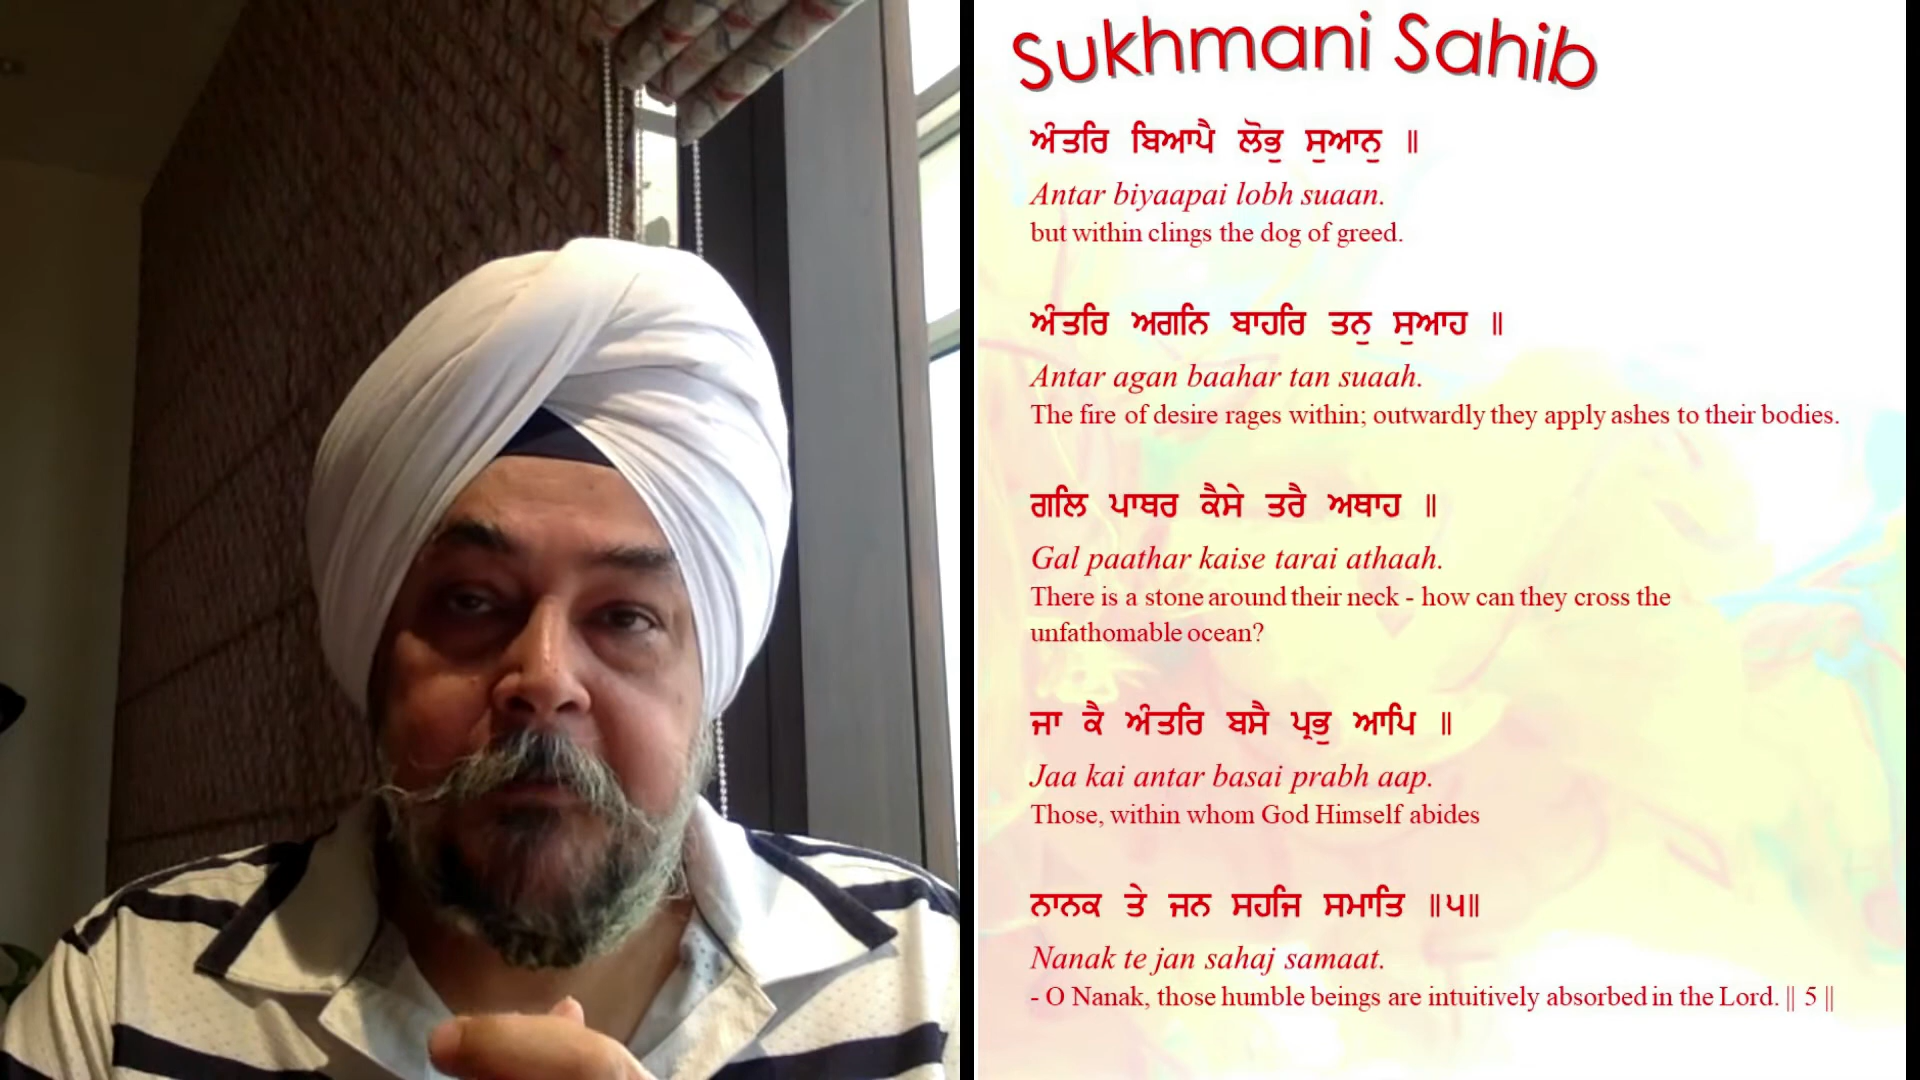 Sukhmani Sahib
ਅੰਤਰਿ ਬਿਆਪੈ ਲੋਭੁ ਸੁਆਨੁ ॥
Antar biyaapai lobh suaan.
but within clings the dog of greed.
ਅੰਤਰਿ ਅਗਨਿ ਬਾਹਰਿ ਤਨੁ ਸੁਆਹ ॥
Antar agan baahar tan suaah.
The fire of desire rages within; outwardly they apply ashes to their bodies.
ਗਲਿ ਪਾਥਰ ਕੈਸੇ ਤਰੈ ਅਥਾਹ ॥
Gal paathar kaise tarai athaah.
There is a stone around their neck - how can they cross the
unfathomable ocean?
ਜਾ ਕੈ ਅੰਤਰਿ ਬਸੈ ਪ੍ਰਭੁ ਆਪਿ ॥
Jaa kai antar basai prabh aap.
Those, within whom God Himself abides
ਨਾਨਕ ਤੇ ਜਨ ਸਹਜਿ ਸਮਾਤਿ ॥੫॥
Nanak te jan sahaj samaat.
- O Nanak, those humble beings are intuitively absorbed in the Lord. || 5 ||